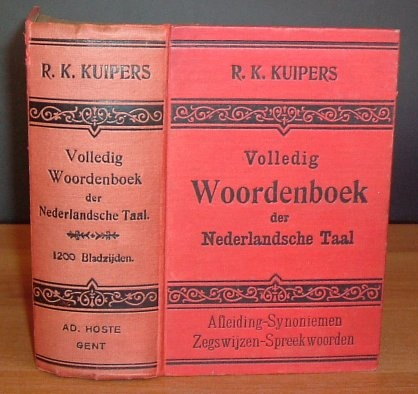 R. K. KUIPERS
Volledig
Woordenboek
der
Nederlandsche Taal.
1200 Bladzijden.
AD. HOSTE
GENT
R. K. KUIPERS
Volledig
Woordenboek
der
Nederlandsche Taal
Afleiding-Synoniemen
Zegswijzen-Spreekwoorden